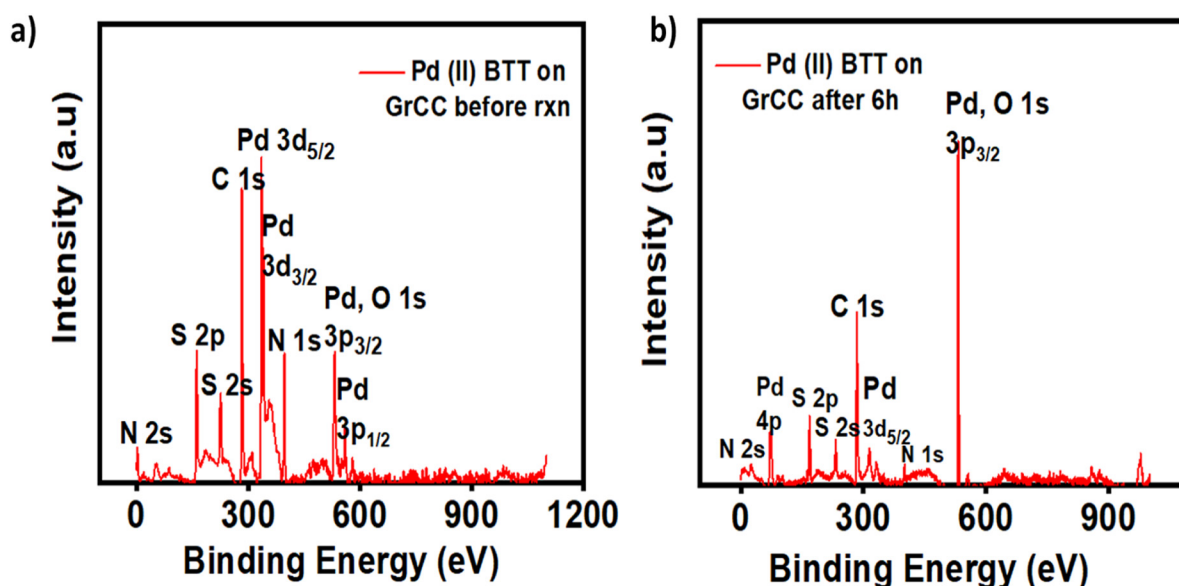 a)
Pd (II) BTT on
GrCC before rxn
Pd 3d5/2
C 1s
Pd
3d3/2
Pd, O 1s
S 2p
N 1s
3p3/2
S 2s
Pd
3p1/2
N 2s
0
300
600
900
1200
Binding Energy (eV)
Intensity (a.u)
b)
Pd (II) BTT on
GrCC after 6h
Pd, O 1s
3p3/2
C 1s
Pd
4p
S 2p
Pd
S 2s
3d5/2
N 2s
N 1s
0
300
600
900
Binding Energy (eV)
Intensity (a.u)